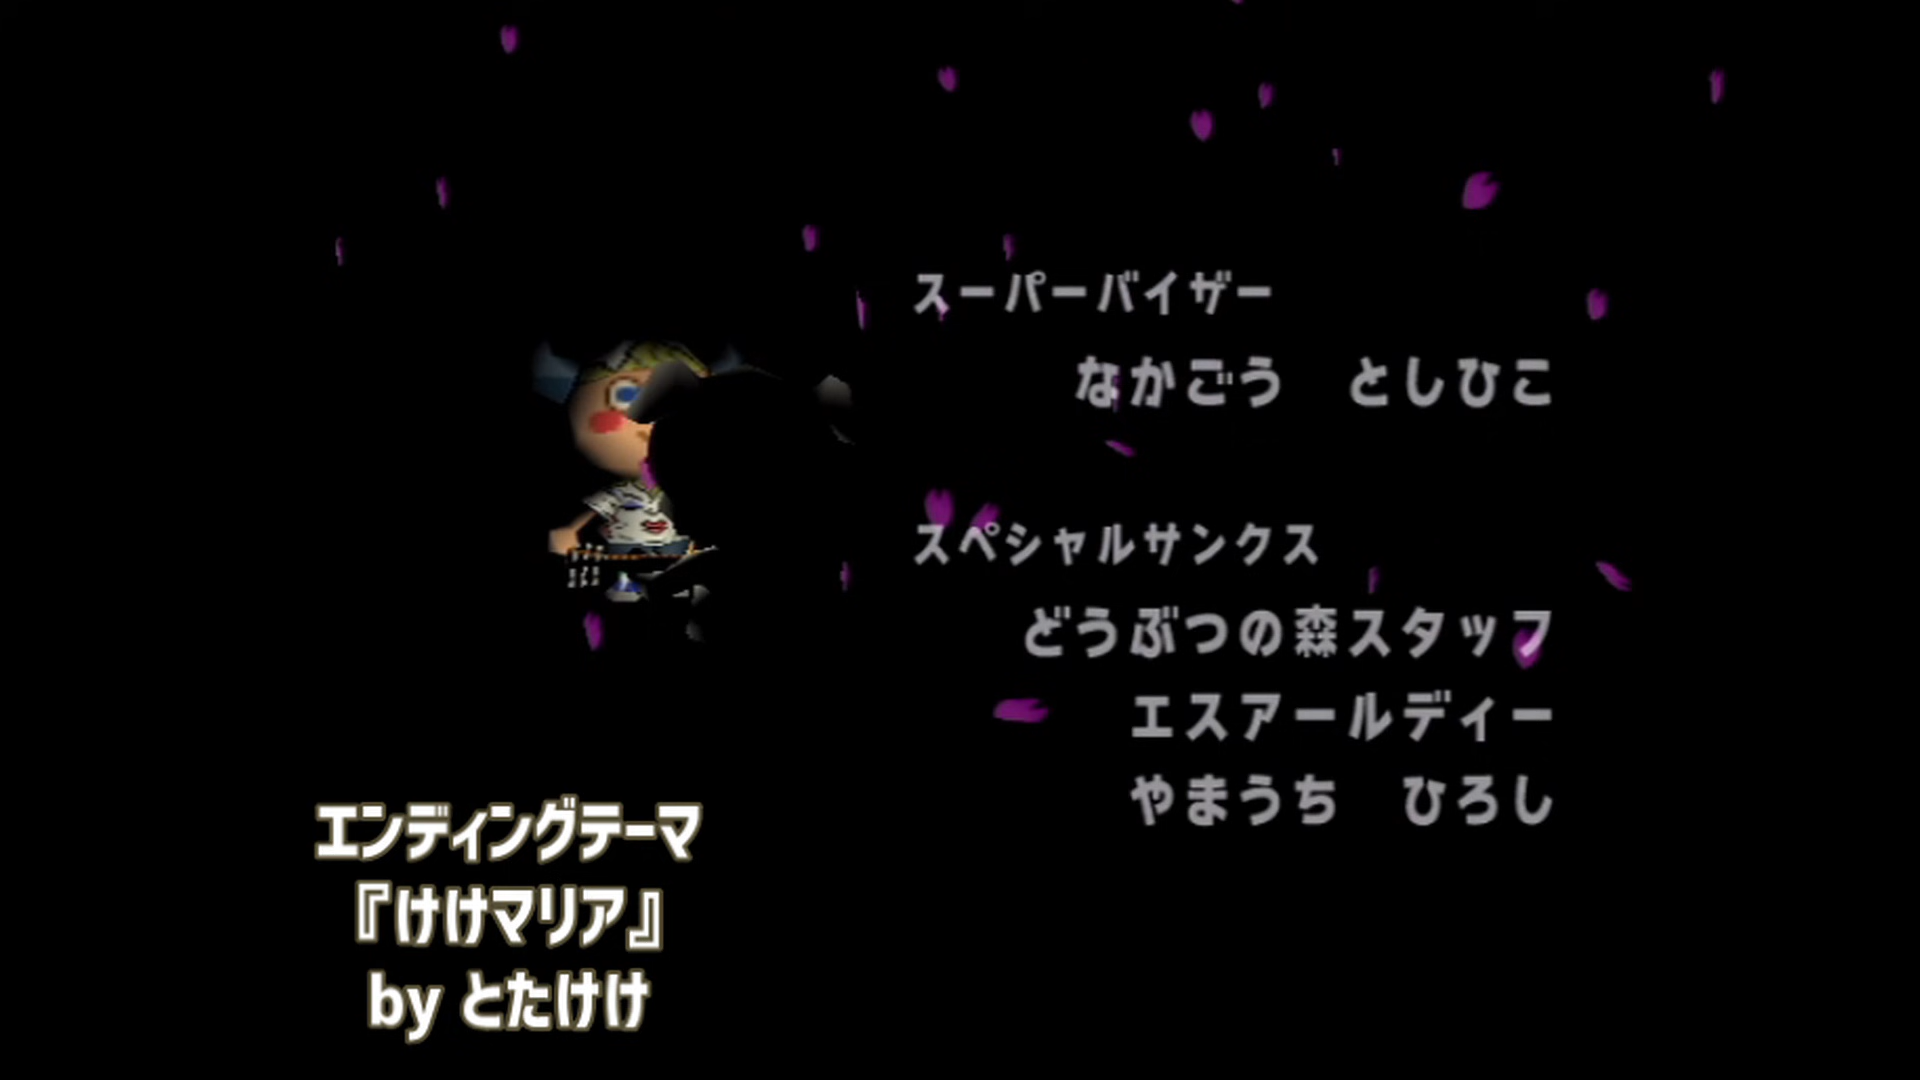 スーパーバイザー
なかごう　としひこ
スペシャルサンクス
どうぶつの森スタッフ
エスアールディー
やまうち　ひろし
エンディングテーマ
『けけマリア』
by とたけけ